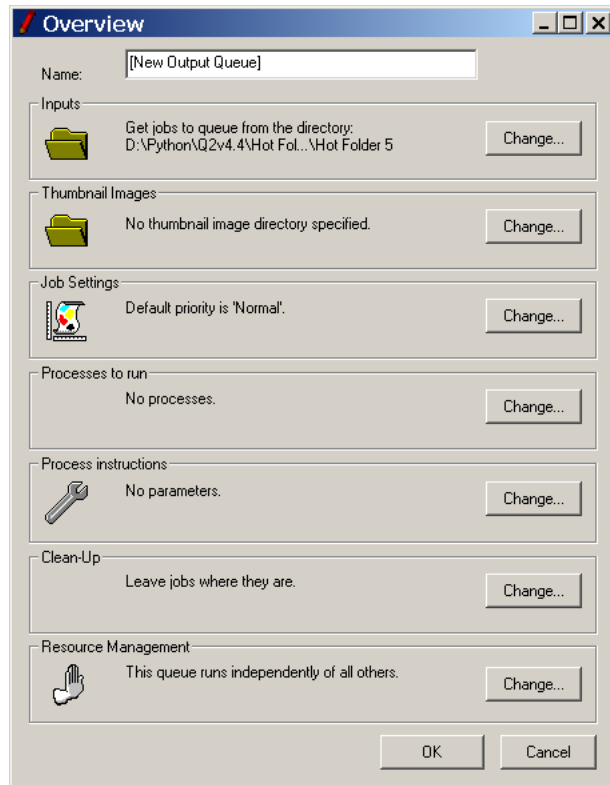 Overview
Name:
[New Output Queue]
Inputs
Get jobs to queue from the directory:
D:\Python\Q2v4.4\Hot Fol...\Hot Folder 5
Change...
Thumbnail Images
No thumbnail image directory specified.
Change...
Job Settings
Default priority is 'Normal'.
Change...
Processes to run
No processes.
Change...
Process instructions
No parameters.
Change...
Clean-Up
Leave jobs where they are.
Change...
Resource Management
This queue runs independently of all others.
Change...
OK
Cancel